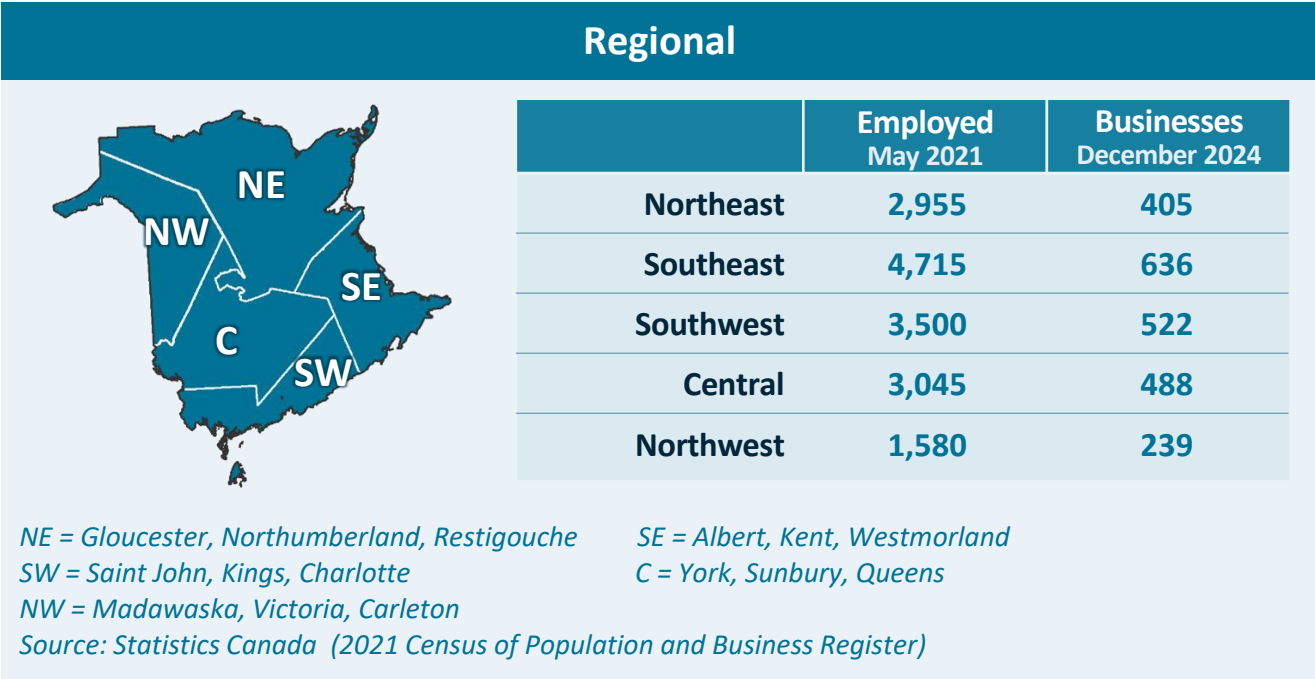 Regional
NE
NW
SE
C
SW
Employed Businesses
May 2021 December 2024
Northeast 2,955 405
Southeast 4,715 636
Southwest 3,500 522
Central 3,045 488
Northwest 1,580 239
NE = Gloucester, Northumberland, Restigouche SE = Albert, Kent, Westmorland
SW = Saint John, Kings, Charlotte C = York, Sunbury, Queens
NW = Madawaska, Victoria, Carleton
Source: Statistics Canada (2021 Census of Population and Business Register)